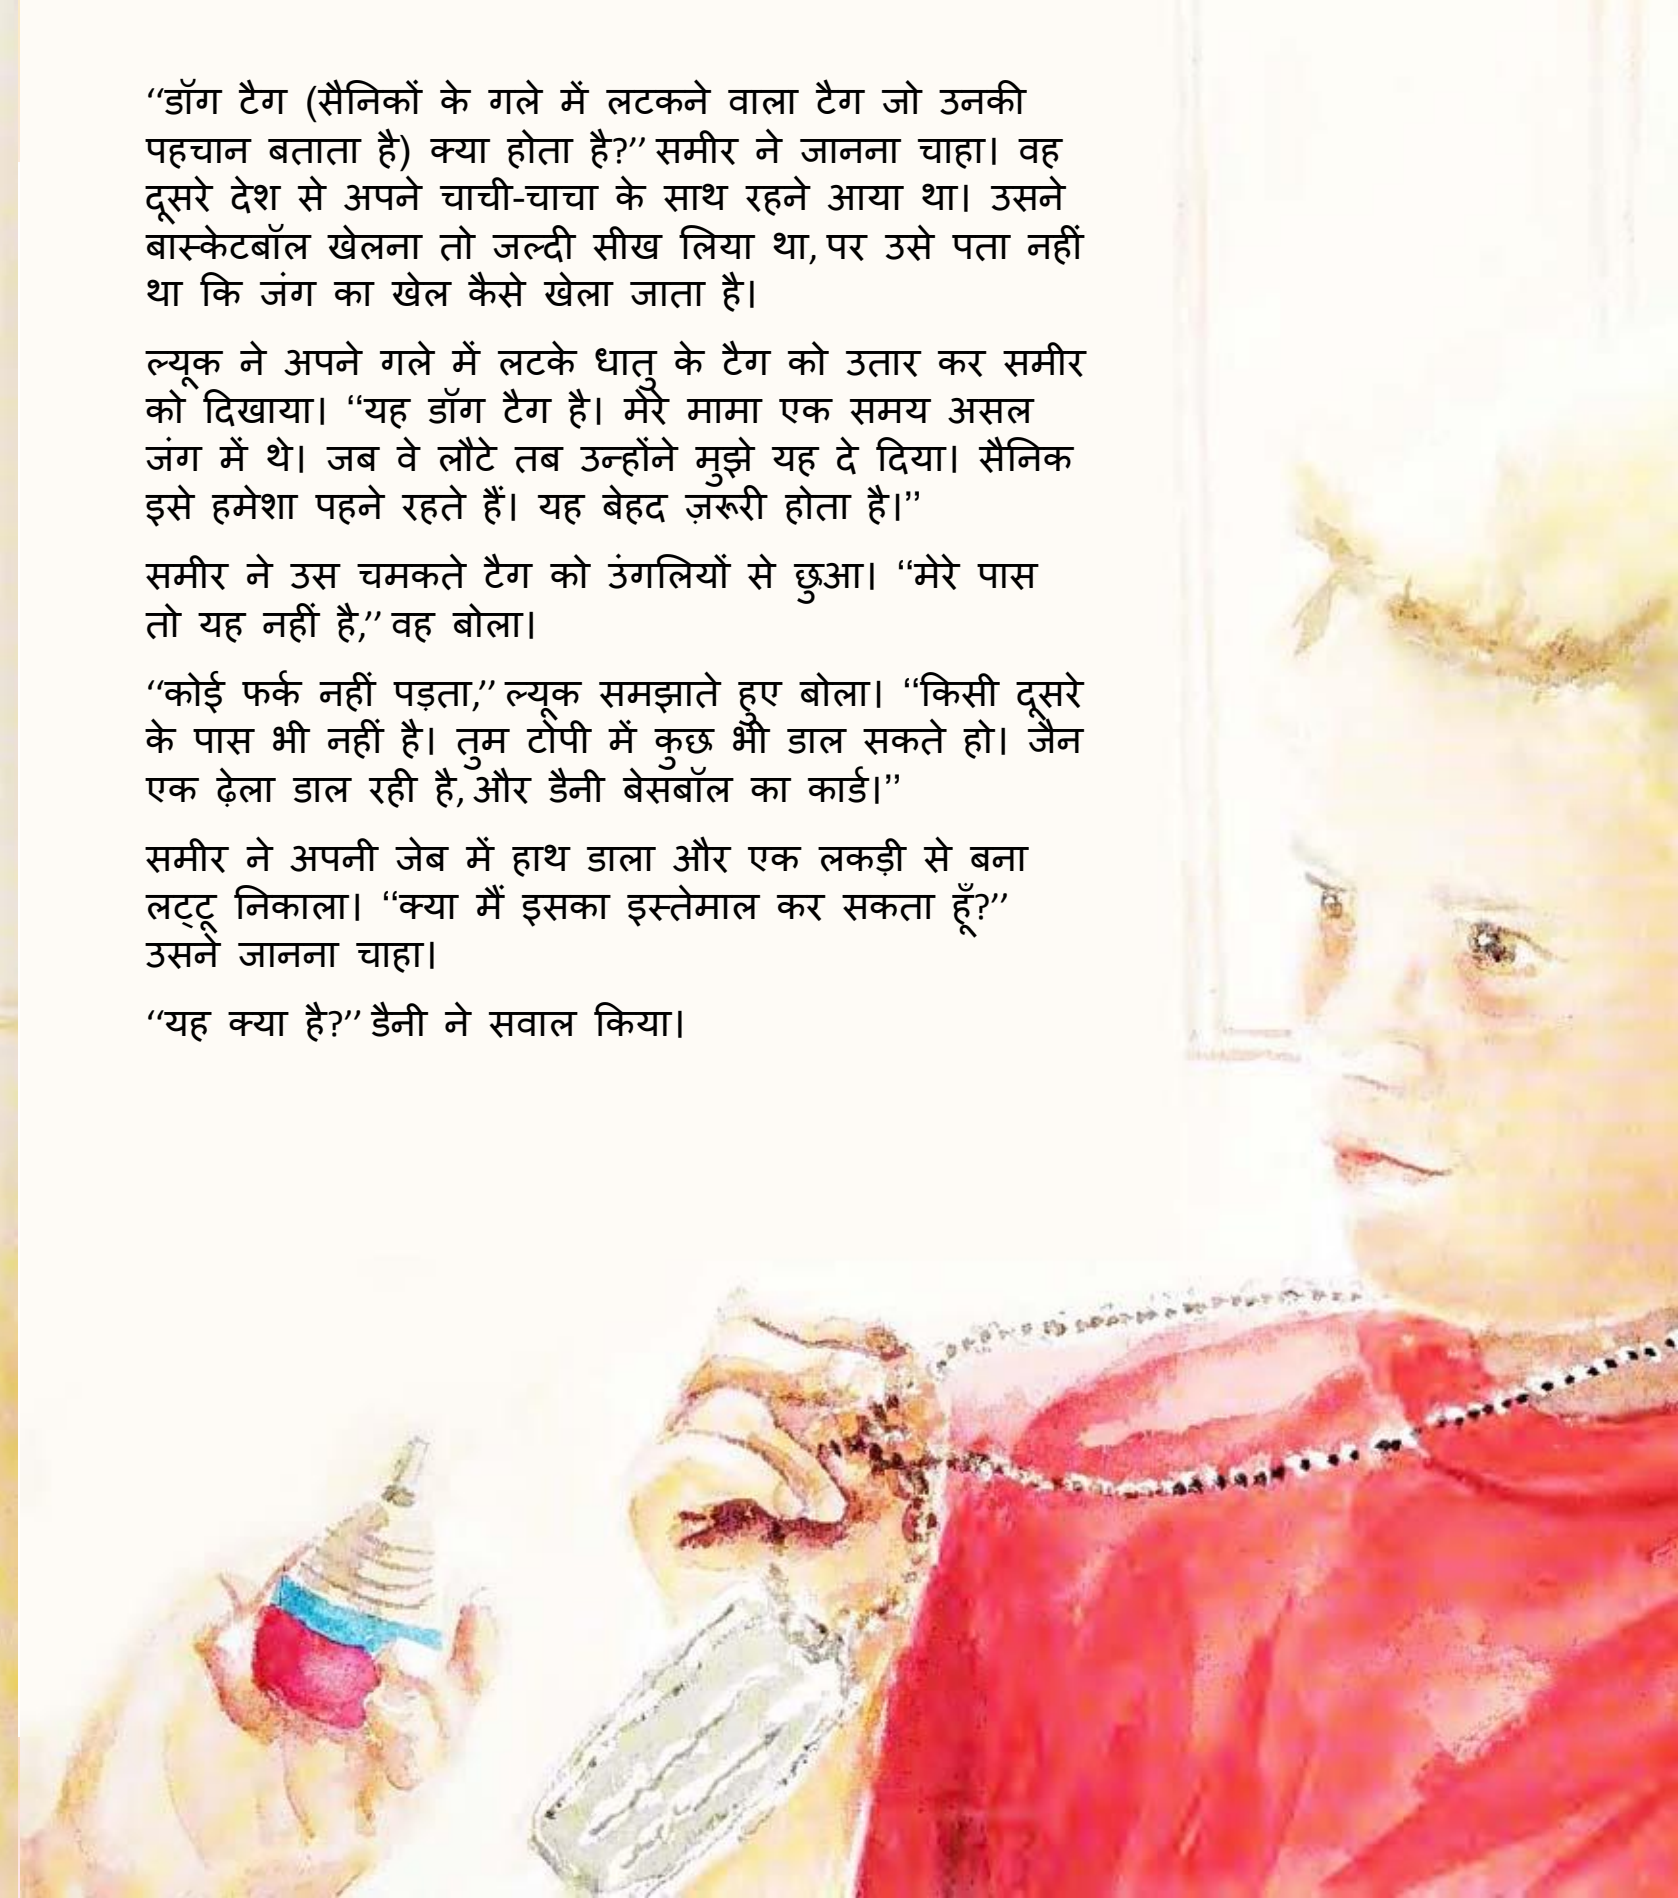 “डॉग टैग (सैनिकों के गले में लटकने वाला टैग जो उनकी
पहचान बताता है) क्या होता है?” समीर ने जानना चाहा। वह
दूसरे देश से अपने चाची-चाचा के साथ रहने आया था। उसने
बास्केटबॉल खेलना तो जल्दी सीख लिया था, पर उसे पता नहीं
था कि जंग का खेल कैसे खेला जाता है।
ल्यूक ने अपने गले में लटके धातु के टैग को उतार कर समीर
को दिखाया। “यह डॉग टैग है। मेरे मामा एक समय असल
जंग में थे। जब वे लौटे तब उन्होंने मुझे यह दे दिया। सैनिक
इसे हमेशा पहने रहते हैं। यह बेहद ज़रूरी होता है।”
समीर ने उस चमकते टैग को उंगलियों से छुआ। “मेरे पास
तो यह नहीं है,” वह बोला।
“कोई फर्क नहीं पड़ता,” ल्यूक समझाते हुए बोला। “किसी दूसरे
के पास भी नहीं है। तुम टोपी में कुछ भी डाल सकते हो। जैन
एक ढ़ेला डाल रही है, और डैनी बेसबॉल का कार्ड।”
समीर ने अपनी जेब में हाथ डाला और एक लकड़ी से बना
लट्टू निकाला। “क्या मैं इसका इस्तेमाल कर सकता हूँ?”
उसने जानना चाहा।
“यह क्या है?” डैनी ने सवाल किया।